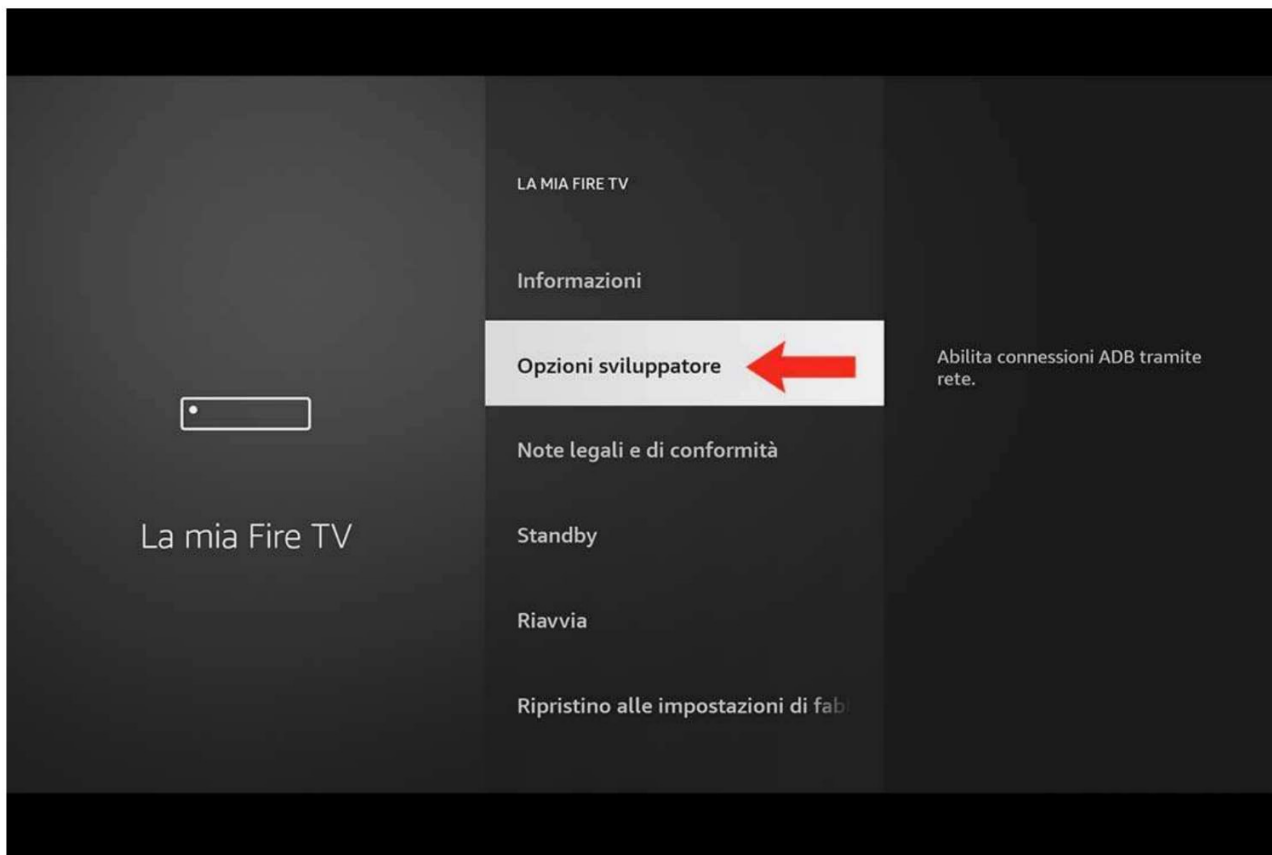 LA MIA FIRE TV
Informazioni
Opzioni sviluppatore
Abilita connessioni ADB tramite
rete.
Note legali e di conformità
La mia Fire TV
Standby
Riavvia
Ripristino alle impostazioni di fab